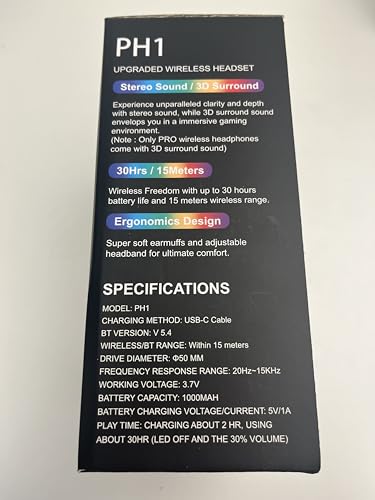 PH1
UPGRADED WIRELESS HEADSET
Stereo Sound / 3D Surround
Experience unparalleled clarity and depth
with stereo sound, while 3D surround sound
envelops you in a immersive gaming
environment.
(Note : Only PRO wireless headphones
come with 3D surround sound)
30Hrs / 15Meters
Wireless Freedom with up to 30 hours
battery life and 15 meters wireless range.
Ergonomics Design
Super soft earmuffs and adjustable
headband for ultimate comfort.
SPECIFICATIONS
MODEL: PH1
CHARGING METHOD: USB-C Cable
BT VERSION: V 5.4
WIRELESS/BT RANGE: Within 15 meters
DRIVE DIAMETER: Φ50 MM
FREQUENCY RESPONSE RANGE: 20Hz~15KHz
WORKING VOLTAGE: 3.7V
BATTERY CAPACITY: 1000MAH
BATTERY CHARGING VOLTAGE/CURRENT: 5V/1A
PLAY TIME: CHARGING ABOUT 2 HR, USING
ABOUT 30HR (LED OFF AND THE 30% VOLUME)